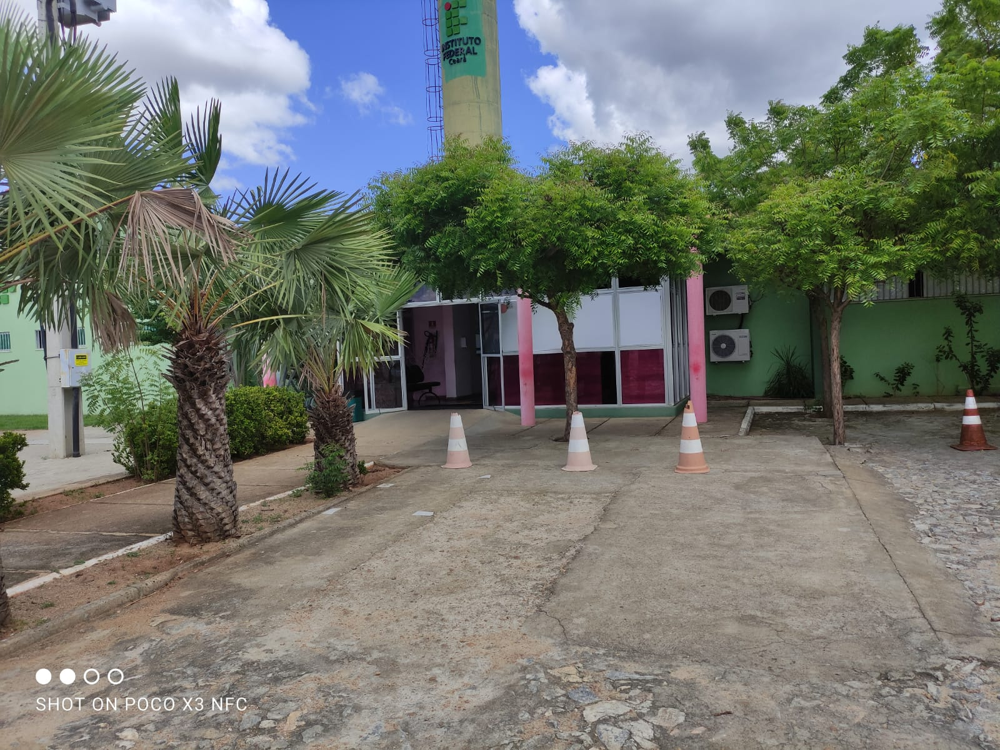 INSTITUTO
FEDERAL
Ceará
SHOT ON POCO X3 NFC